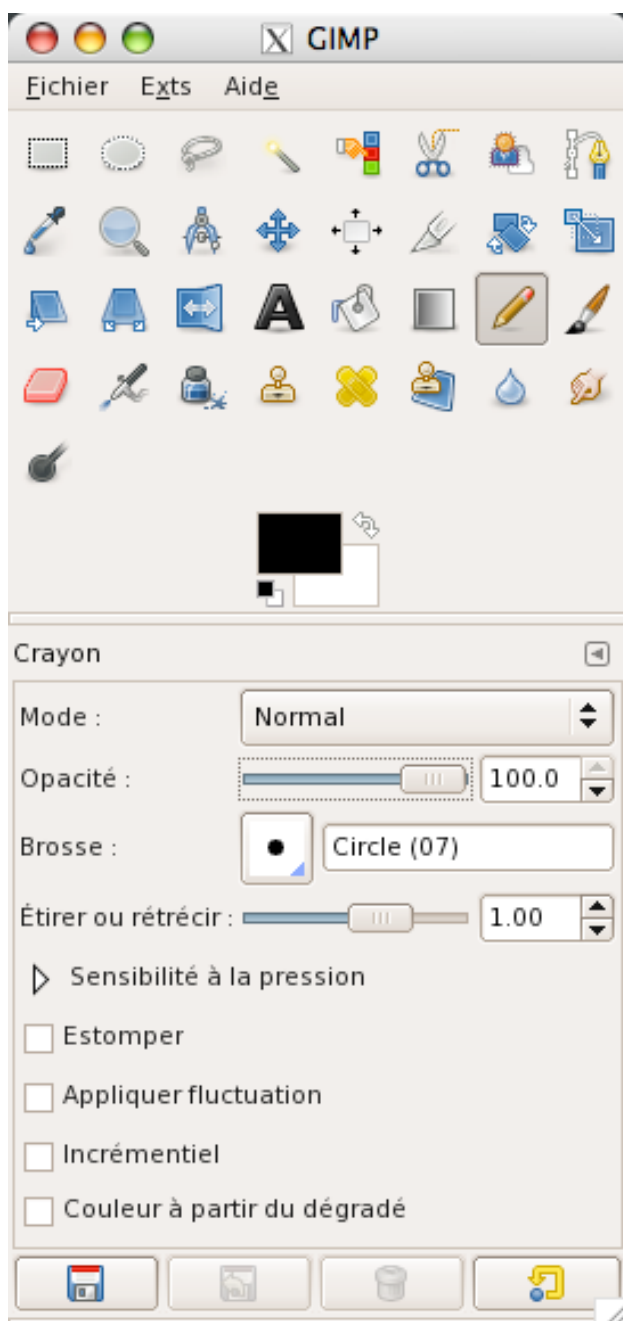 GIMP
Fichier Exts Aide
Crayon
Mode : Normal
Opacité : 100.0
Brosse : Circle (07)
Étirer ou rétrécir : 1.00
Sensibilité à la pression
Estomper
Appliquer fluctuation
Incrémentiel
Couleur à partir du dégradé